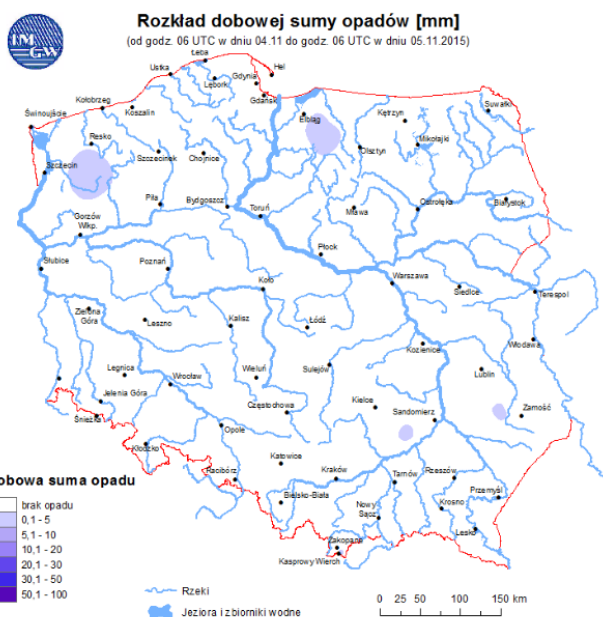 IM
GW
Rozkład dobowej sumy opadów [mm]
(od godz. 06 UTC w dniu 04.11 do godz. 06 UTC w dniu 05.11.2015)
Łeba
Hel
Ustka
Gdynia
Lębork
Gdańsk
Kołobrzeg
Koszalin
Świnoujście
Elbląg
Kętrzyn
Suwałki
Resko
Mikołajki
Szczecinek
Chojnice
Olsztyn
Szczecin
Piła
Bydgoszcz
Toruń
Mława
Ostrołęka
Białystok
Gorzów
Wlkp.
Płock
Słubice
Poznań
Koło
Warszawa
Siedlce
Terespol
Zielona
Góra
Leszno
Kalisz
Łódź
Kozienice
Włodawa
Legnica
Wrocław
Wieluń
Sulejów
Lublin
Jelenia Góra
Częstochowa
Kielce
Sandomierz
Zamość
Śnieżka
Opole
Kłodzko
Katowice
Racibórz
Kraków
Tarnów
Rzeszów
Bielsko-Biała
Przemyśl
Nowy
Sącz
Krosno
Lesko
Zakopane
Kasprowy Wierch
obowa suma opadu
brak opadu
0,1 - 5
5,1 - 10
10,1 - 20
20,1 - 30
30,1 - 50
50,1 - 100
Rzeki
Jeziora i zbiorniki wodne
0 25 50 100 150 km